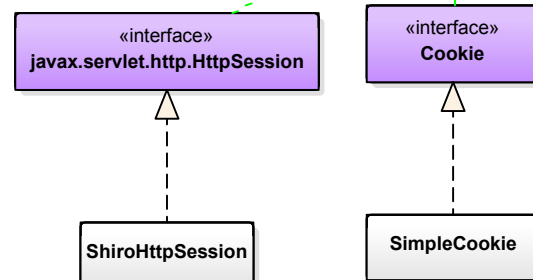 «interface»
javax.servlet.http.HttpSession
«interface»
Cookie
ShiroHttpSession
SimpleCookie